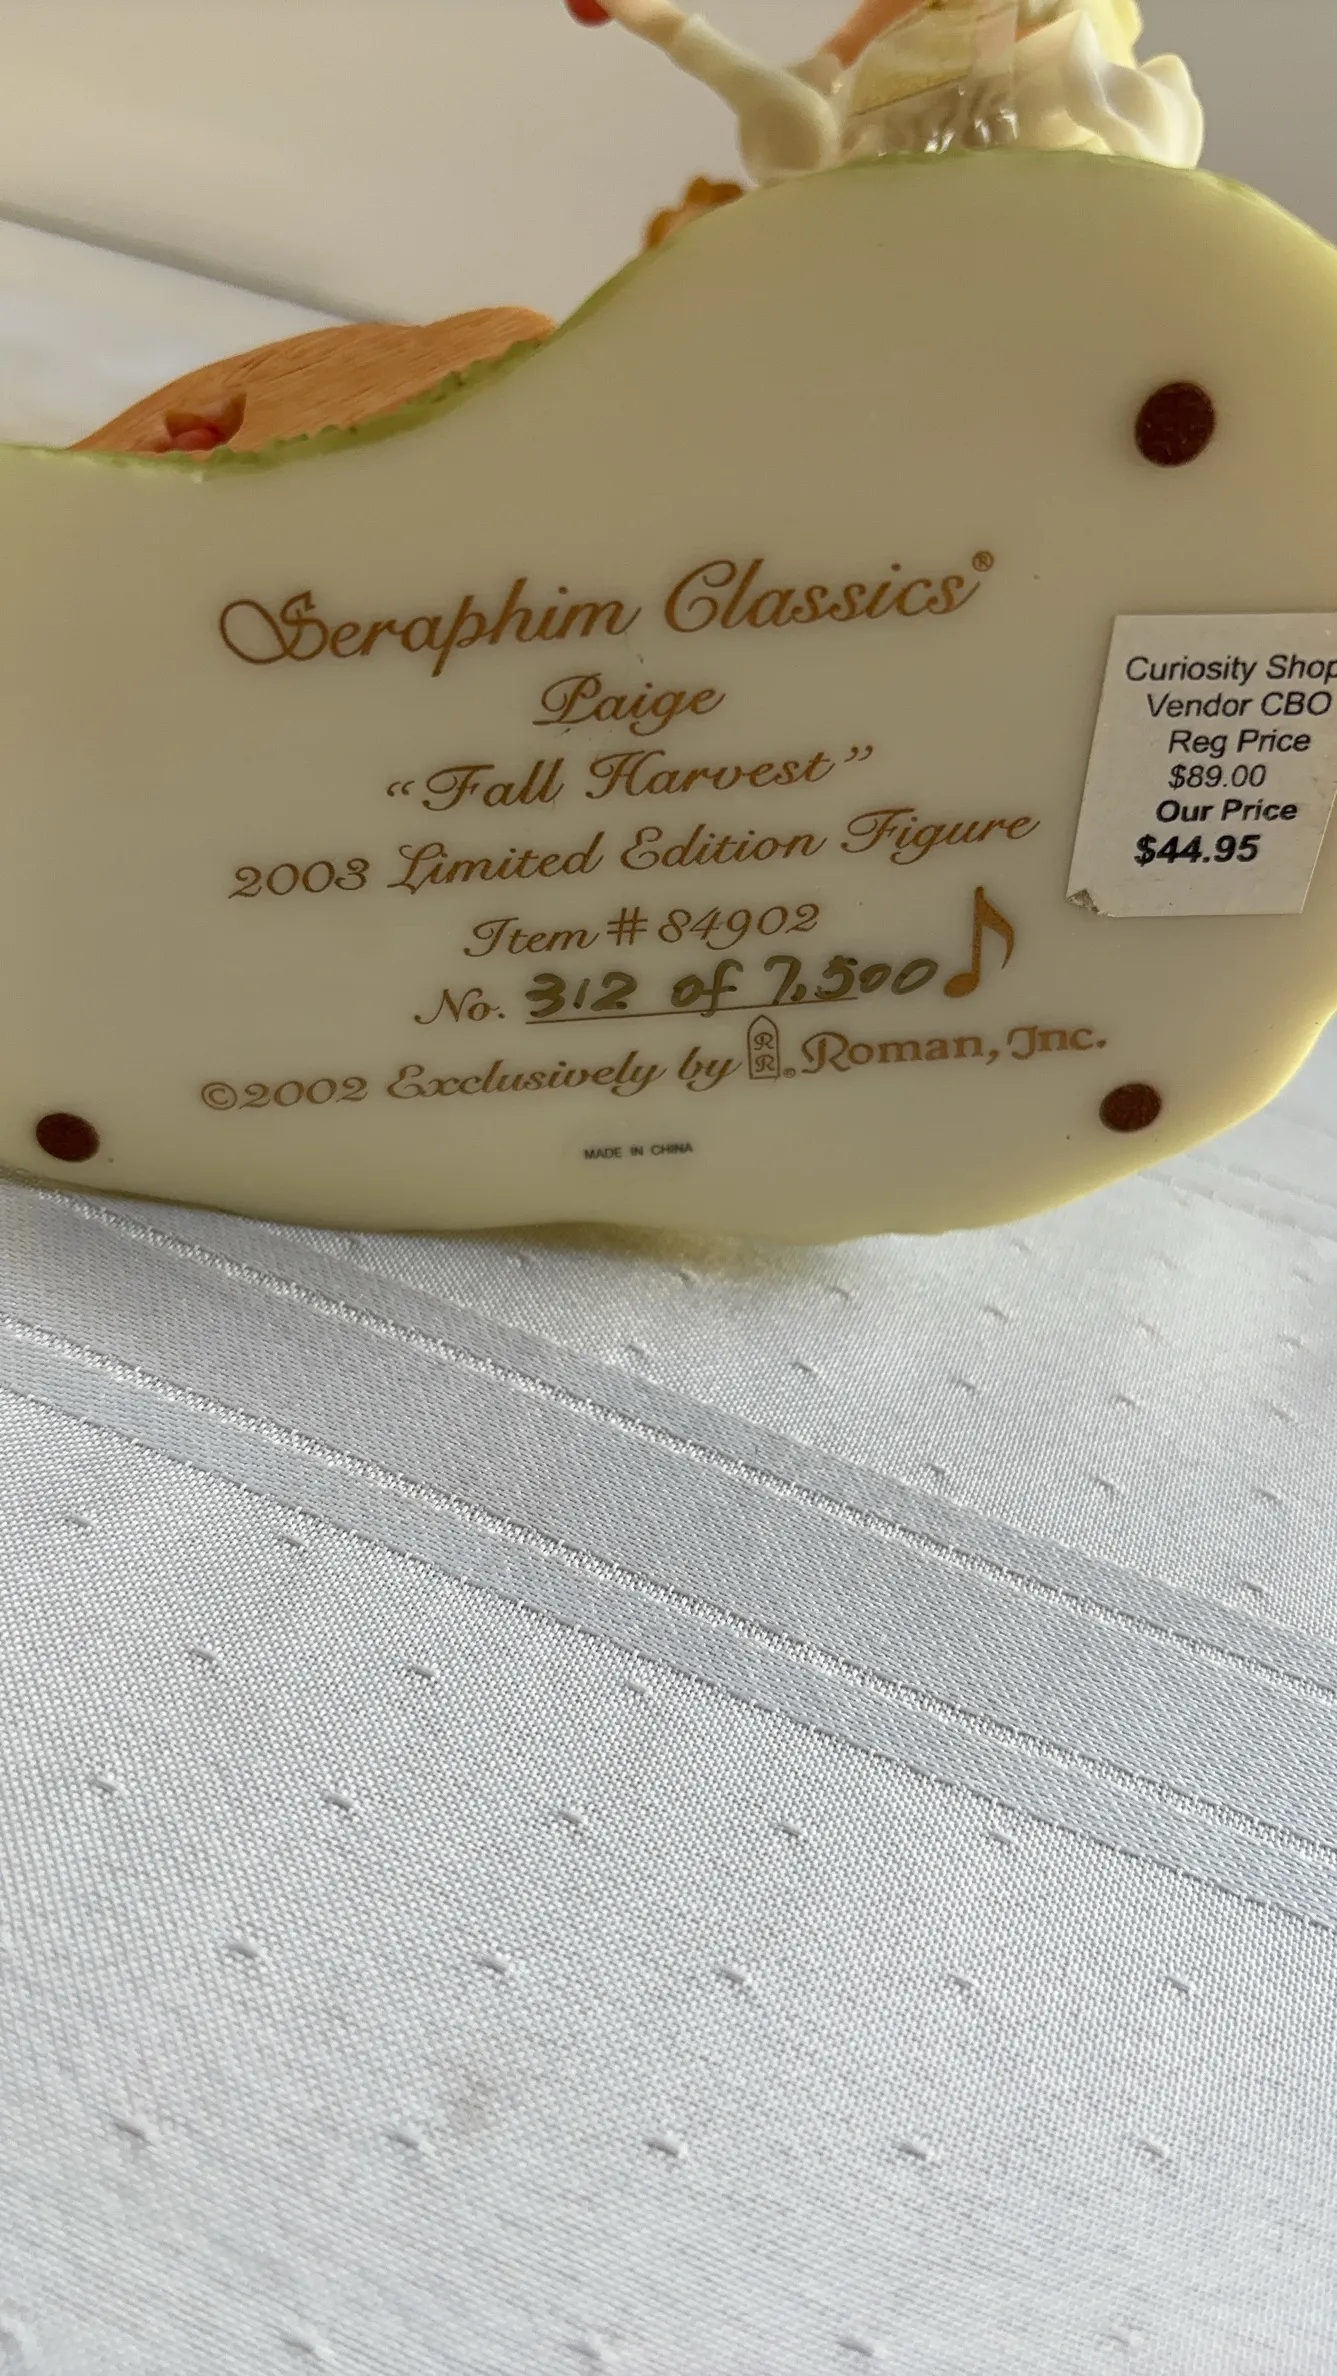 Seraphim Classics®
Paige
“Fall Harvest”
2003 Limited Edition Figure
Item # 84902
No. 312 of 7,500
©2002 Exclusively by RR® Roman, Inc.
MADE IN CHINA
Curiosity Shop
Vendor CBO
Reg Price
$89.00
Our Price
$44.95